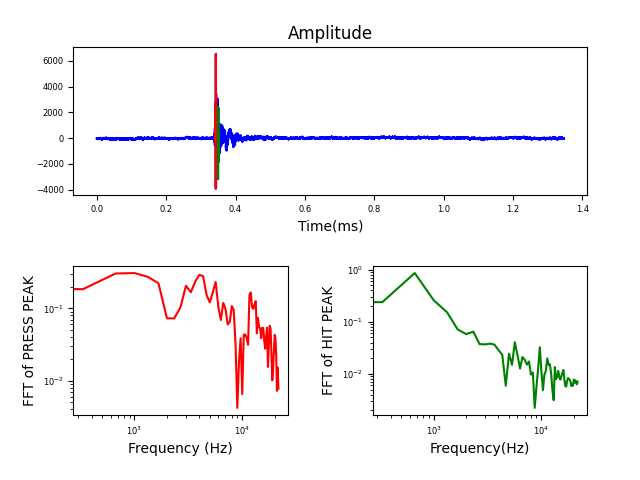 Amplitude
6000
4000
2000
0
−2000
−4000
0.0 0.2 0.4 0.6 0.8 1.0 1.2 1.4
Time(ms)
FFT of PRESS PEAK
10⁻¹
10⁻²
10³ 10⁴
Frequency (Hz)
FFT of HIT PEAK
10⁰
10⁻¹
10⁻²
10³ 10⁴
Frequency(Hz)